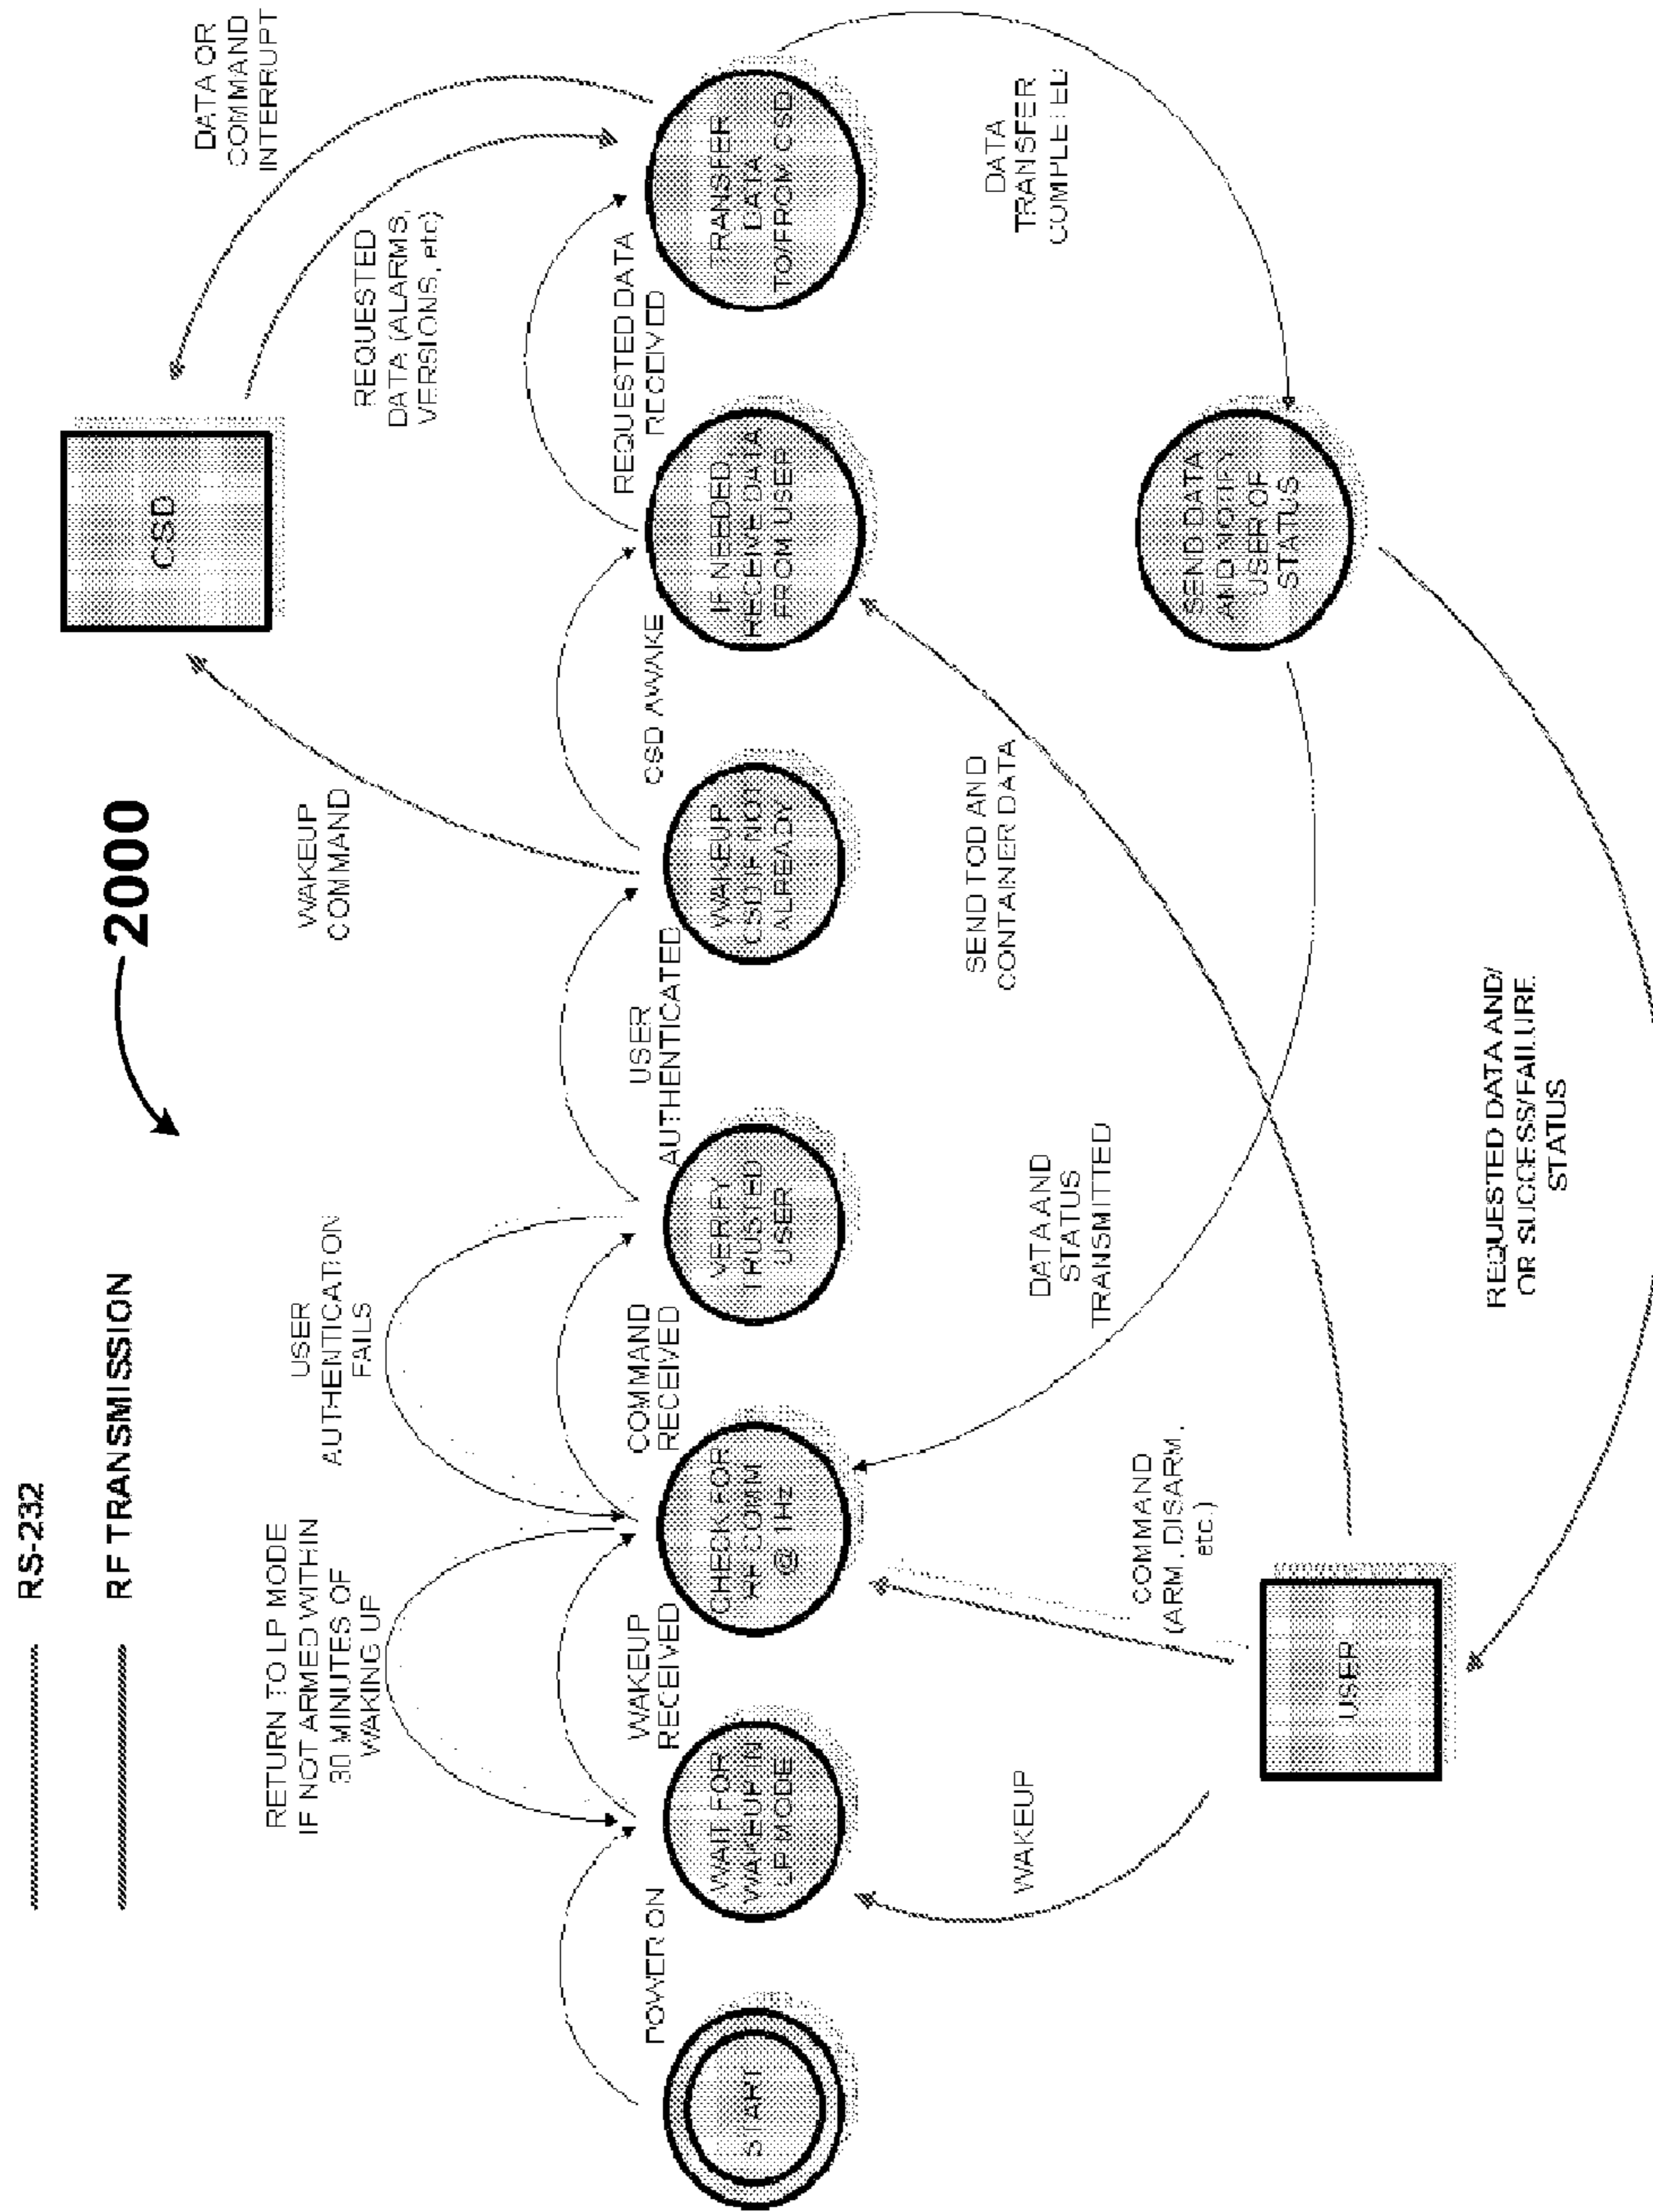 RS-232
RF TRANSMISSION
2000
DATA OR
COMMAND
INTERRUPT
CSD
REQUESTED
DATA (ALARMS,
VERSIONS, etc)
WAKEUP
COMMAND
USER
AUTHENTICATION
FAILS
RETURN TO LP MODE
IF NOT ARMED WITHIN
30 MINUTES OF
WAKING UP
POWER ON
WAKEUP
RECEIVED
COMMAND
RECEIVED
USER
AUTHENTICATED
CSD AWAKE
REQUESTED DATA
RECEIVED
START
WAIT FOR
WAKEUP IN
LP MODE
CHECK FOR
RF COMM
@ 1Hz
VERIFY
TRUSTED
USER
WAKEUP
CSD IF NOT
ALREADY
IF NEEDED,
RECEIVE DATA
FROM USER
TRANSFER
DATA
TO/FROM CSD
WAKEUP
COMMAND
(ARM, DISARM,
etc.)
DATA AND
STATUS
TRANSMITTED
SEND TOD AND
CONTAINER DATA
DATA
TRANSFER
COMPLETED
USER
SEND DATA
AND NOTIFY
USER OF
STATUS
REQUESTED DATA AND/
OR SUCCESS/FAILURE
STATUS